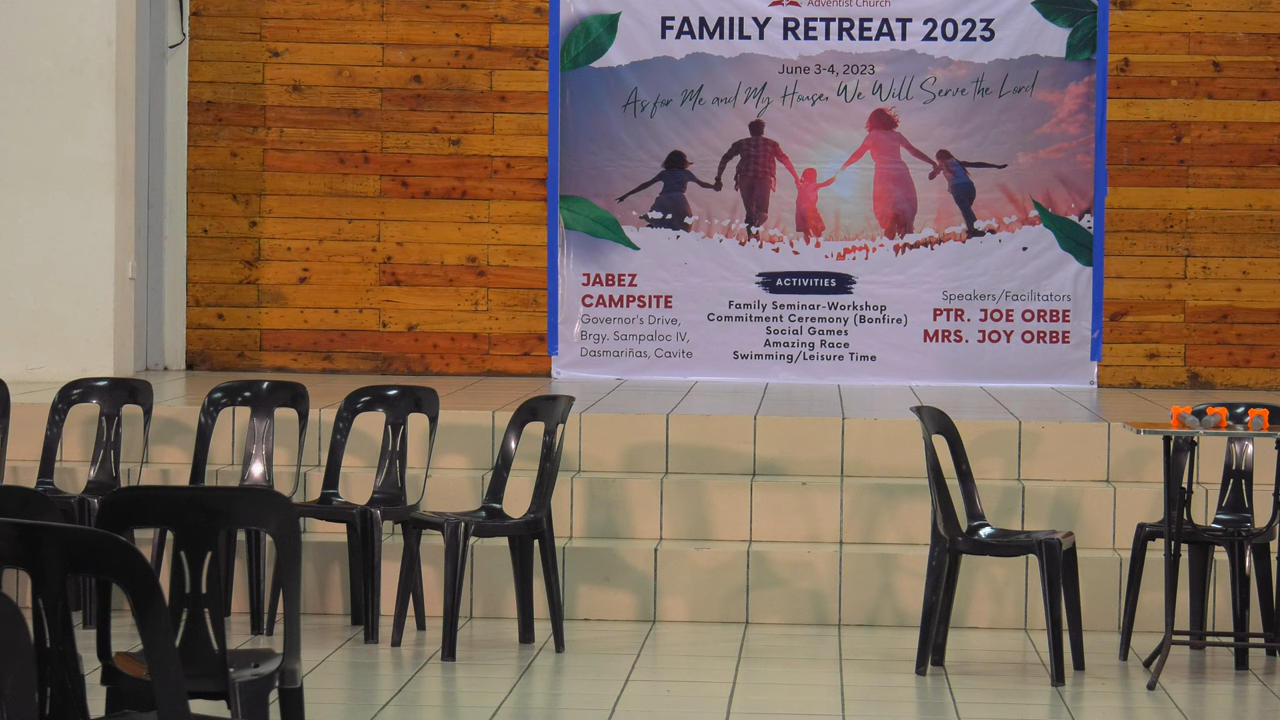 Adventist Church
FAMILY RETREAT 2023
June 3-4, 2023
As for Me and My House, We Will Serve the Lord
JABEZ
CAMPSITE
Governor's Drive,
Brgy. Sampaloc IV,
Dasmariñas, Cavite
ACTIVITIES
Family Seminar-Workshop
Commitment Ceremony (Bonfire)
Social Games
Amazing Race
Swimming/Leisure Time
Speakers/Facilitators
PTR. JOE ORBE
MRS. JOY ORBE